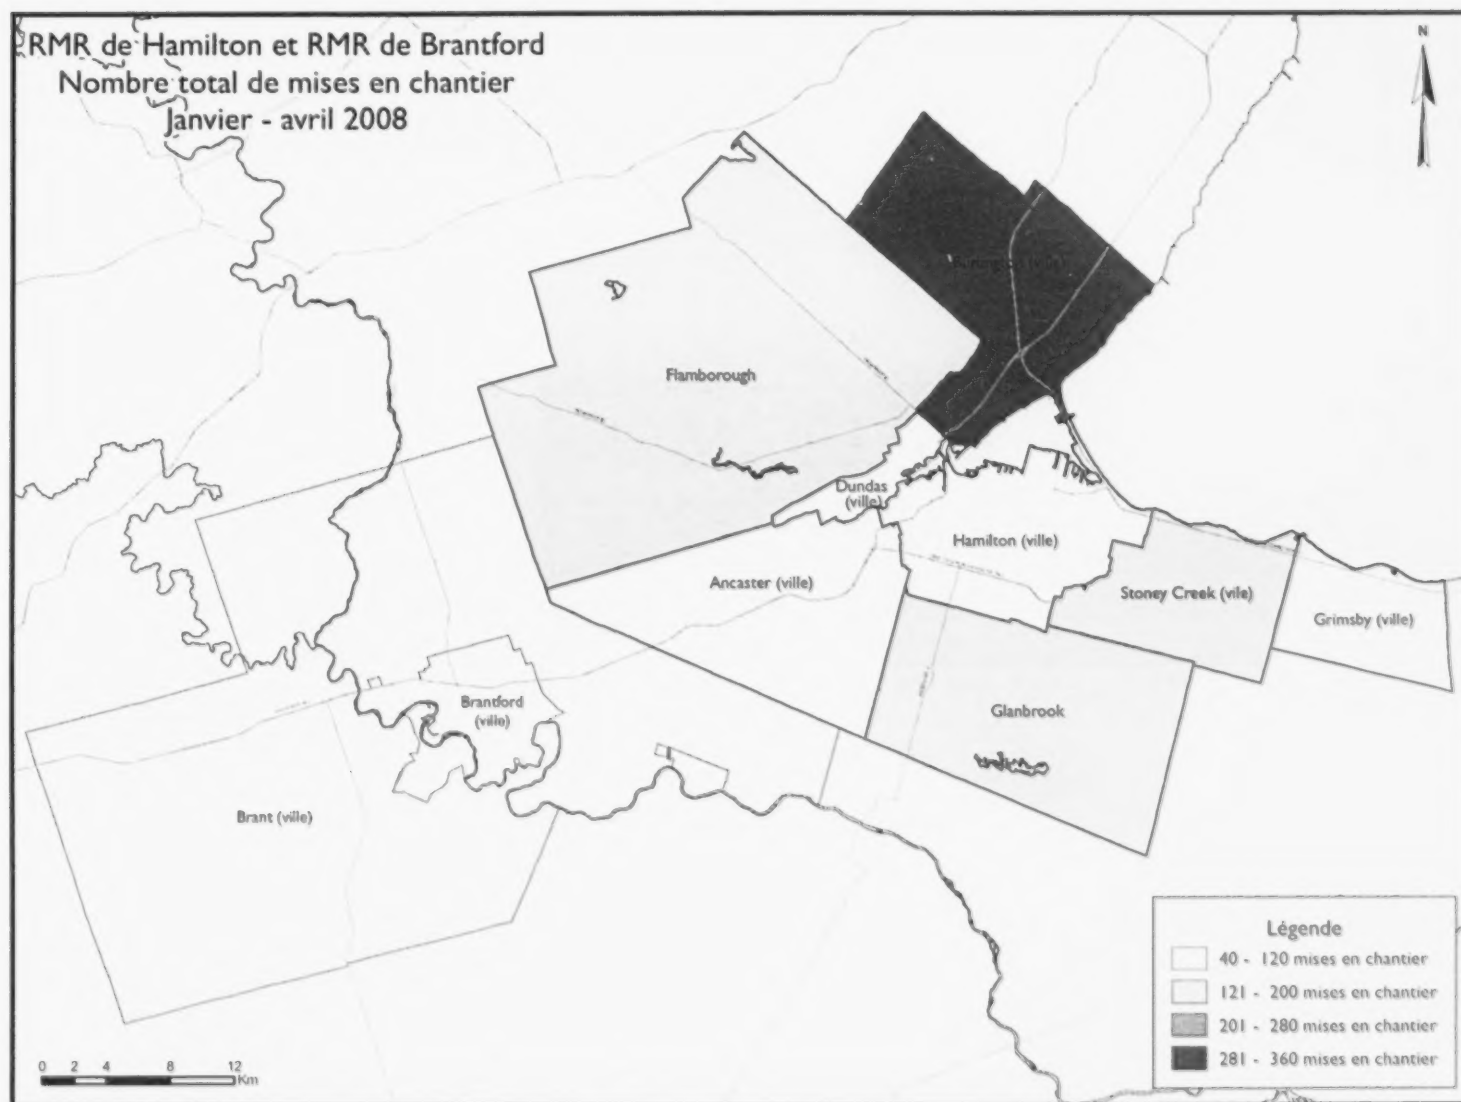 RMR de Hamilton et RMR de Brantford
Nombre total de mises en chantier
Janvier - avril 2008
N
Burlington (ville)
Flamborough
Dundas
(ville)
Hamilton (ville)
Ancaster (ville)
Stoney Creek (vile)
Grimsby (ville)
Brantford
(ville)
Glanbrook
Brant (ville)
Légende
40 - 120 mises en chantier
121 - 200 mises en chantier
201 - 280 mises en chantier
281 - 360 mises en chantier
0 2 4 8 12
Km